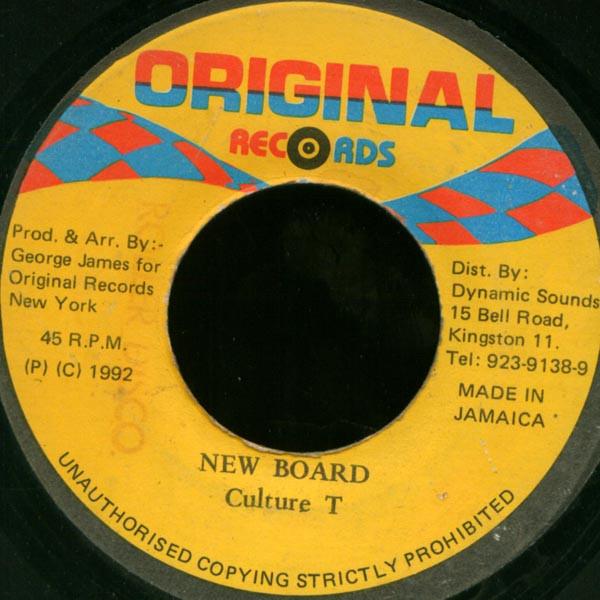 ORIGINAL
RECORDS
Prod. & Arr. By:-
George James for
Original Records
New York
45 R.P.M.
(P) (C) 1992
Dist. By:
Dynamic Sounds
15 Bell Road,
Kingston 11.
Tel: 923-9138-9
MADE IN
JAMAICA
NEW BOARD
Culture T
UNAUTHORISED COPYING STRICTLY PROHIBITED